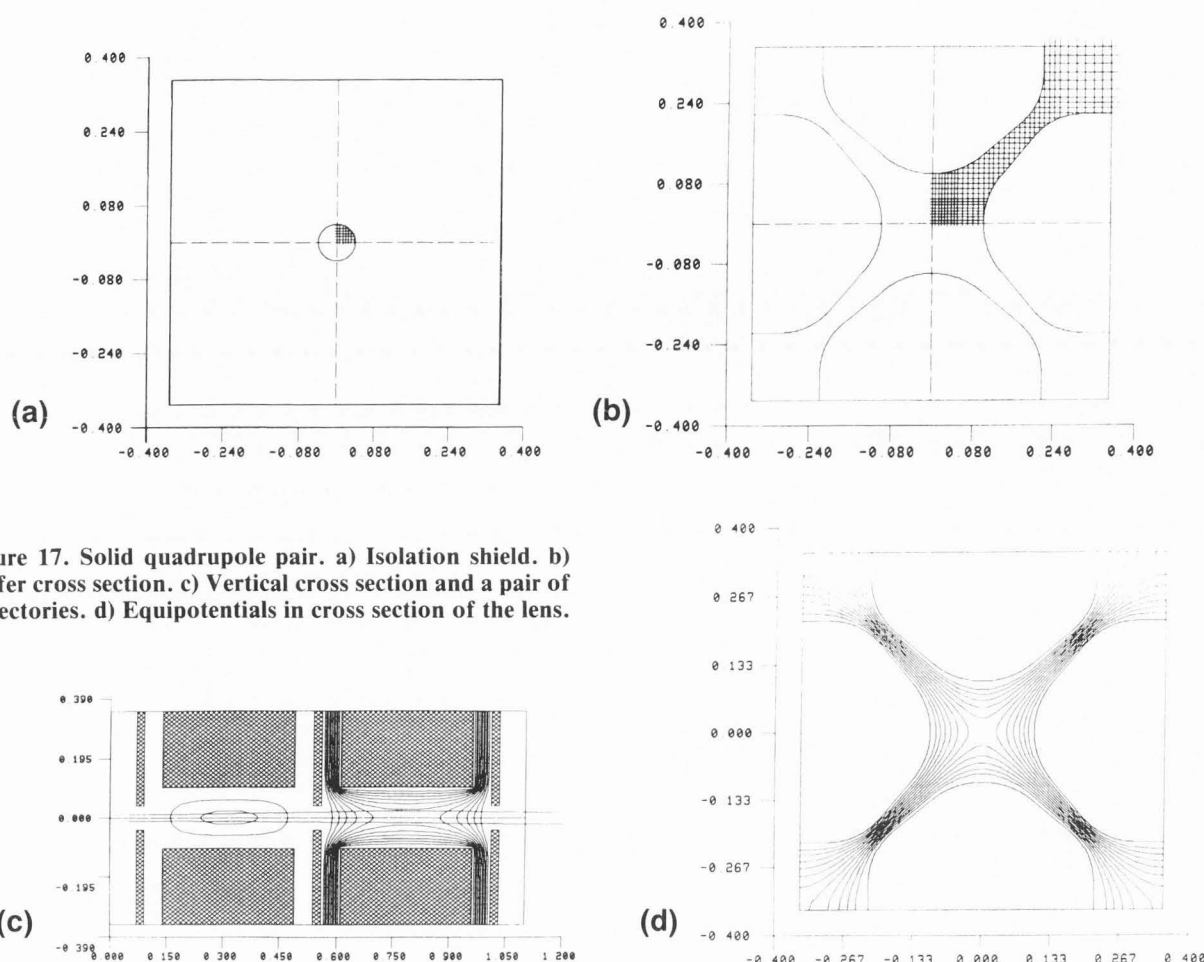 0.400
0.240
0.080
-0.080
-0.240
-0.400
-0.400 -0.240 -0.080 0.080 0.240 0.400
(a)
0.400
0.240
0.080
-0.080
-0.240
-0.400
-0.400 -0.240 -0.080 0.080 0.240 0.400
(b)
ure 17. Solid quadrupole pair. a) Isolation shield. b)
fer cross section. c) Vertical cross section and a pair of
ectories. d) Equipotentials in cross section of the lens.
0 390
0.195
0.000
-0 195
-0 390
0.000 0.150 0.300 0.450 0.600 0.750 0.900 1.050 1 200
(c)
0 400
0 267
0.133
0 000
-0.133
-0.267
-0 400
-0.400 -0.267 -0.133 0.000 0.133 0.267 0.400
(d)